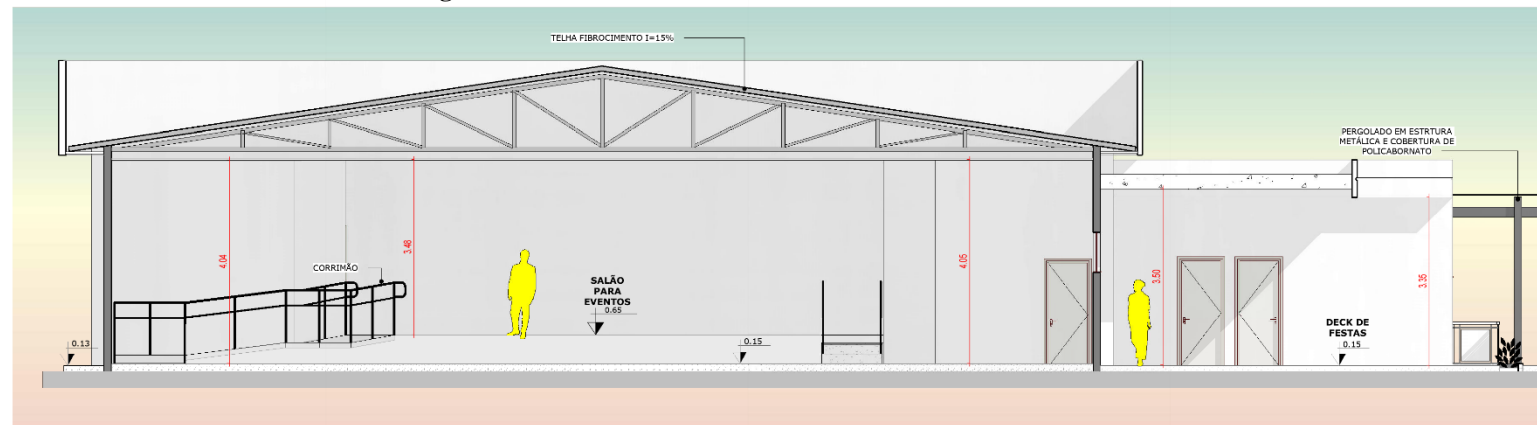 TELHA FIBROCIMENTO I=15%
PERGOLADO EM ESTRTURA
METÁLICA E COBERTURA DE
POLICABORNATO
4.04
3.48
4.05
3.50
3.35
CORRIMÃO
SALÃO
PARA
EVENTOS
0.65
0.13
0.15
DECK DE
FESTAS
0.15